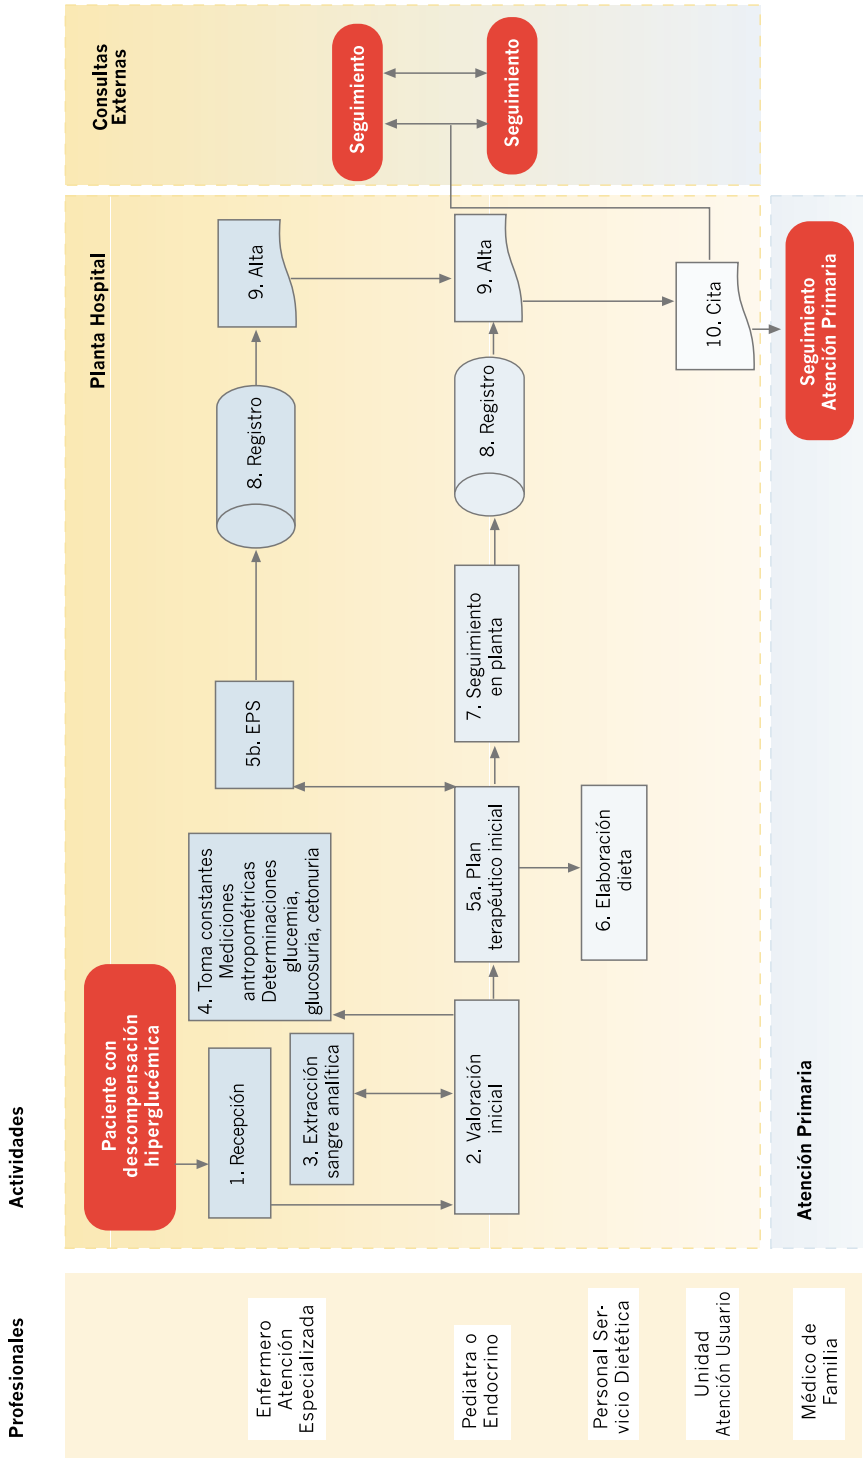 Profesionales
Actividades
Enfermero
Atención
Especializada
Pediatra o
Endocrino
Personal Ser-
vicio Dietética
Unidad
Atención Usuario
Médico de
Familia
Planta Hospital
Consultas
Externas
Paciente con
descompensación
hiperglucémica
1. Recepción
3. Extracción
sangre analítica
4. Toma constantes
Mediciones
antropométricas
Determinaciones
glucemia,
glucosuria, cetonuria
5b. EPS
8. Registro
9. Alta
Seguimiento
2. Valoración
inicial
5a. Plan
terapéutico inicial
7. Seguimiento
en planta
8. Registro
9. Alta
Seguimiento
6. Elaboración
dieta
10. Cita
Atención Primaria
Seguimiento
Atención Primaria